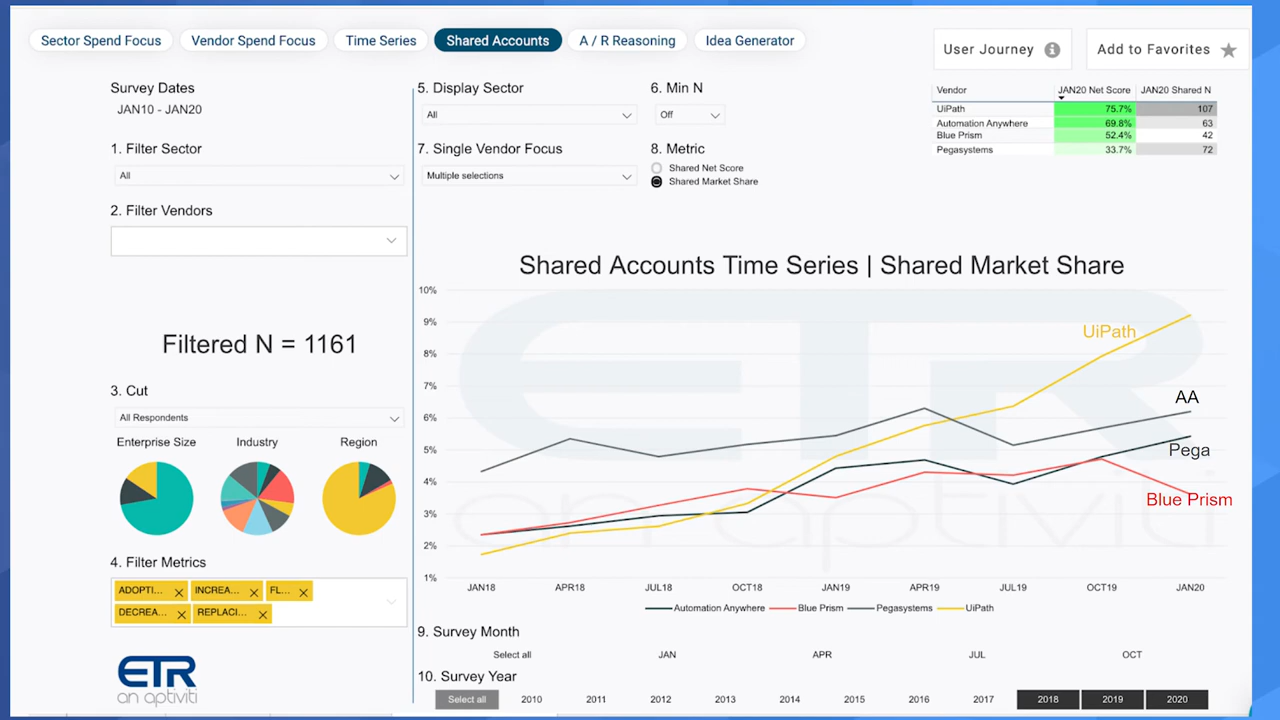 Sector Spend Focus
Vendor Spend Focus
Time Series
Shared Accounts
A / R Reasoning
Idea Generator
User Journey
Add to Favorites
Survey Dates
JAN10 - JAN20
1. Filter Sector
All
2. Filter Vendors
Filtered N = 1161
3. Cut
All Respondents
Enterprise Size
Industry
Region
4. Filter Metrics
ADOPTI... ×
INCREA... ×
FL... ×
DECREA... ×
REPLACI... ×
ETR
an aptiviti
5. Display Sector
All
6. Min N
Off
7. Single Vendor Focus
Multiple selections
8. Metric
Shared Net Score
Shared Market Share
Vendor JAN20 Net Score JAN20 Shared N
UiPath 75.7% 107
Automation Anywhere 69.8% 63
Blue Prism 52.4% 42
Pegasystems 33.7% 72
Shared Accounts Time Series | Shared Market Share
10%
9%
8%
7%
6%
5%
4%
3%
2%
1%
ETR
an aptiviti
UiPath
AA
Pega
Blue Prism
JAN18 APR18 JUL18 OCT18 JAN19 APR19 JUL19 OCT19 JAN20
Automation Anywhere Blue Prism Pegasystems UiPath
9. Survey Month
Select all JAN APR JUL OCT
10. Survey Year
Select all 2010 2011 2012 2013 2014 2015 2016 2017 2018 2019 2020